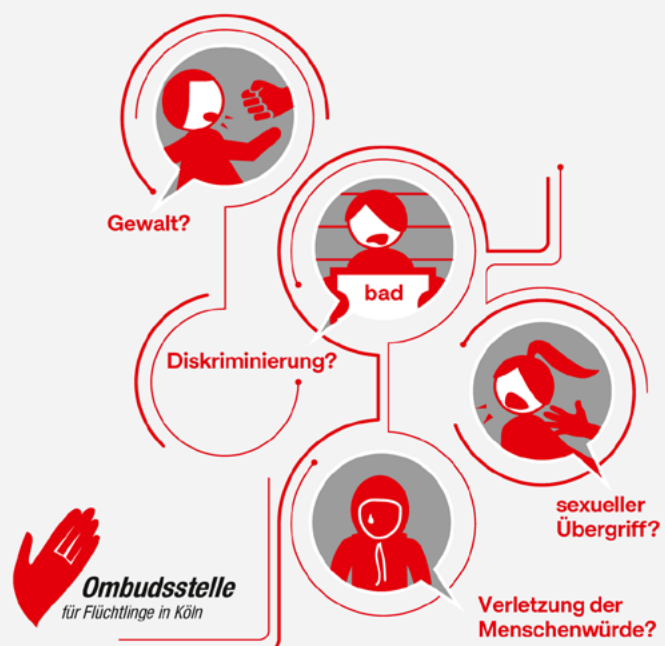 Gewalt?
bad
Diskriminierung?
sexueller
Übergriff?
Ombudsstelle
für Flüchtlinge in Köln
Verletzung der
Menschenwürde?